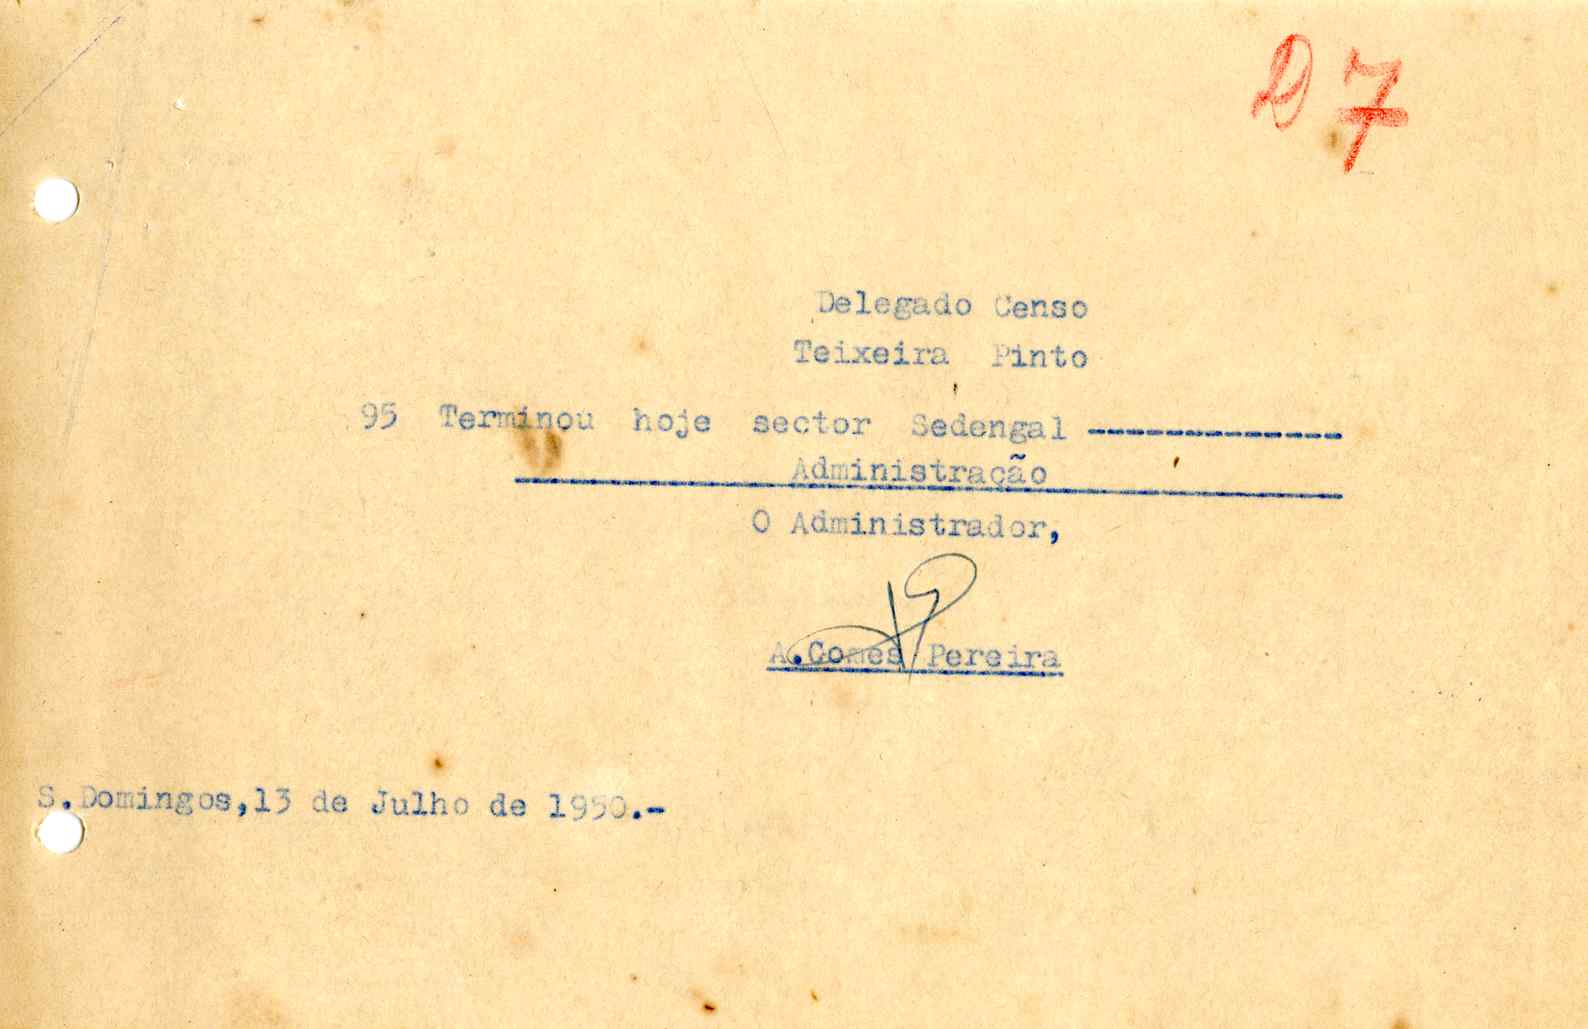 D 7
Delegado Censo
Teixeira Pinto
95 Terminou hoje sector Sedengal -------------
Administração
O Administrador,
A.Gomes Pereira
S.Domingos,13 de Julho de 1950.-